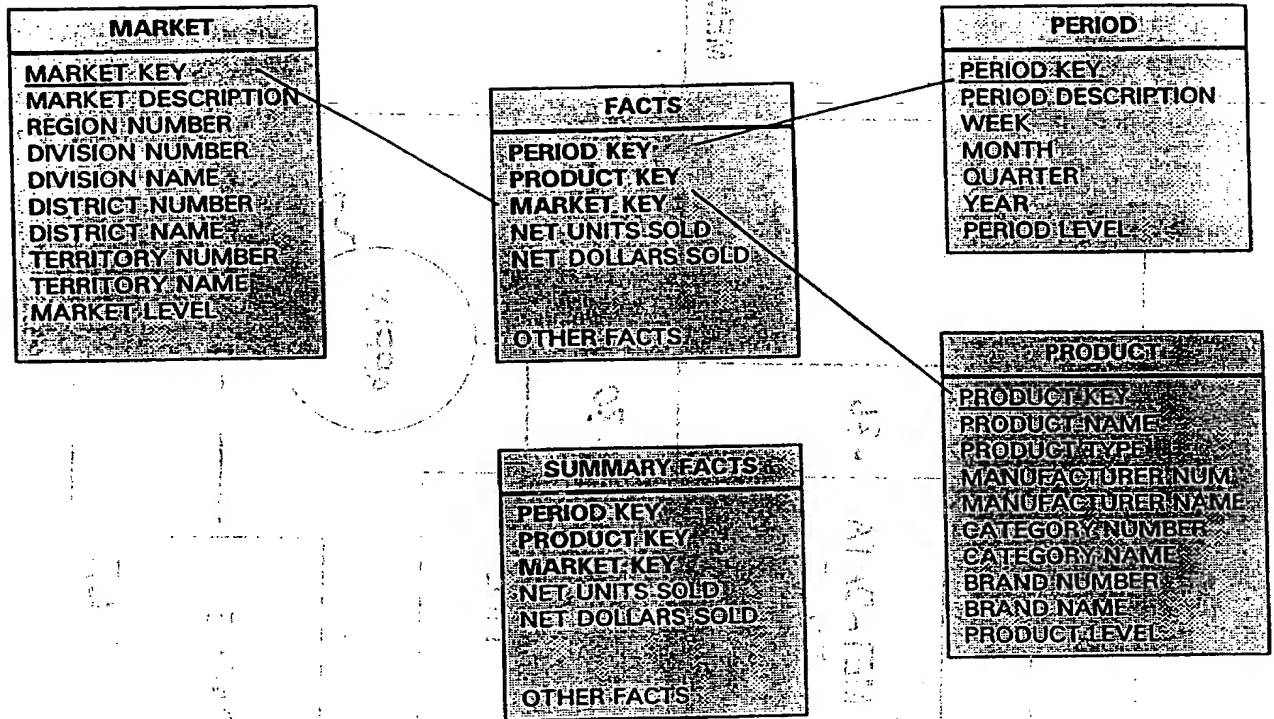 MARKET
MARKET KEY
MARKET DESCRIPTION
REGION NUMBER
DIVISION NUMBER
DIVISION NAME
DISTRICT NUMBER
DISTRICT NAME
TERRITORY NUMBER
TERRITORY NAME
MARKET LEVEL
FACTS
PERIOD KEY
PRODUCT KEY
MARKET KEY
NET UNITS SOLD
NET DOLLARS SOLD
OTHER FACTS
PERIOD
PERIOD KEY
PERIOD DESCRIPTION
WEEK
MONTH
QUARTER
YEAR
PERIOD LEVEL
SUMMARY FACTS
PERIOD KEY
PRODUCT KEY
MARKET KEY
NET UNITS SOLD
NET DOLLARS SOLD
OTHER FACTS
PRODUCT
PRODUCT KEY
PRODUCT NAME
PRODUCT TYPE
MANUFACTURER NUM.
MANUFACTURER NAME
CATEGORY NUMBER
CATEGORY NAME
BRAND NUMBER
BRAND NAME
PRODUCT LEVEL